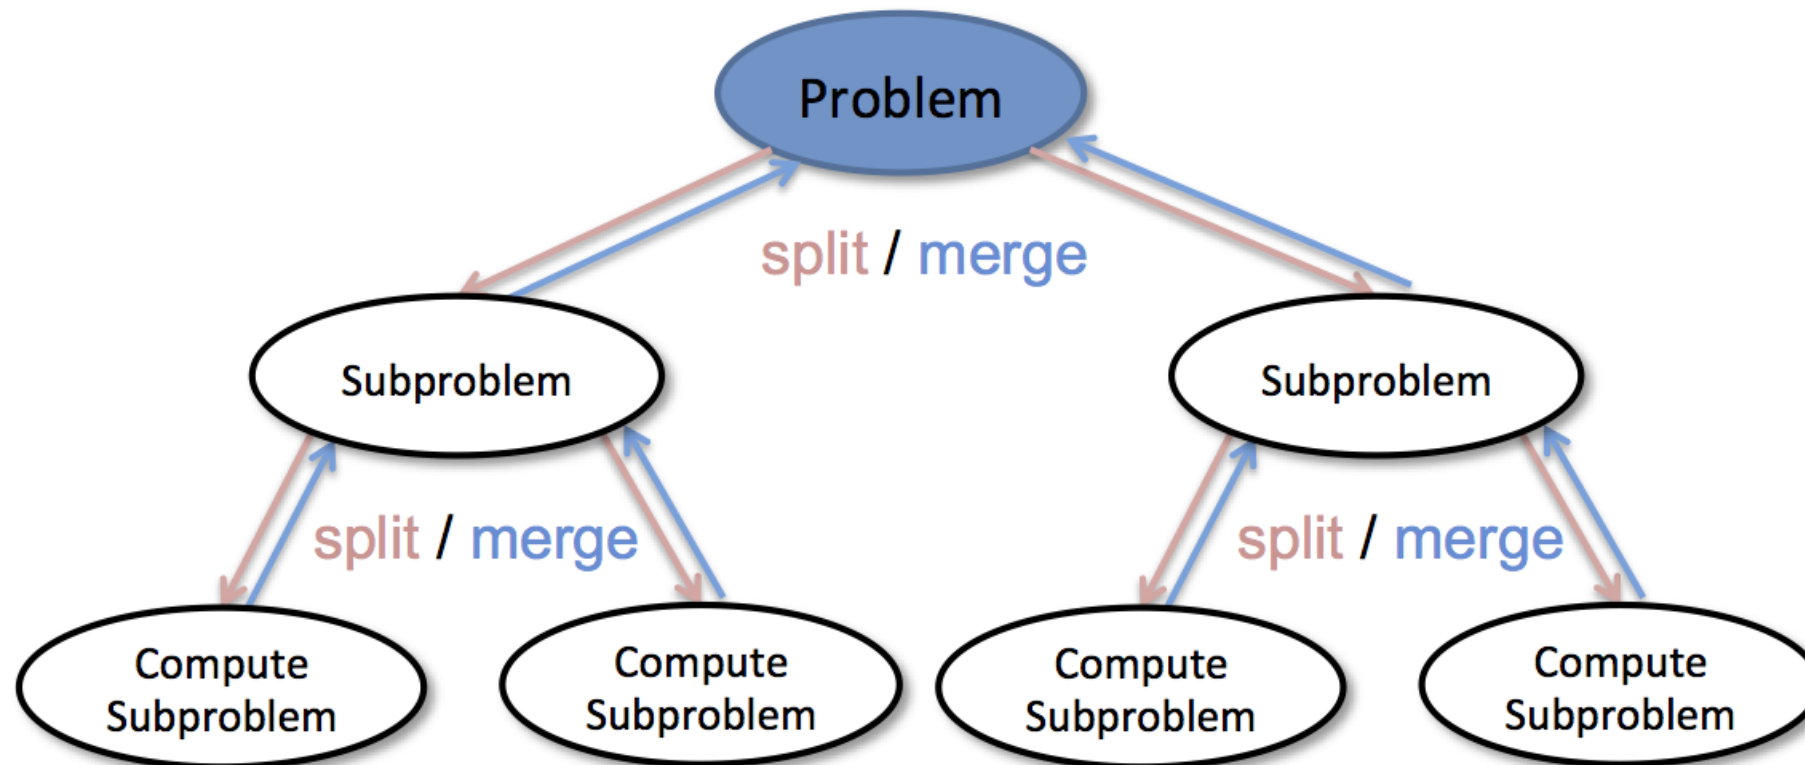 Problem
split / merge
Subproblem
Subproblem
split / merge
split / merge
Compute
Subproblem
Compute
Subproblem
Compute
Subproblem
Compute
Subproblem